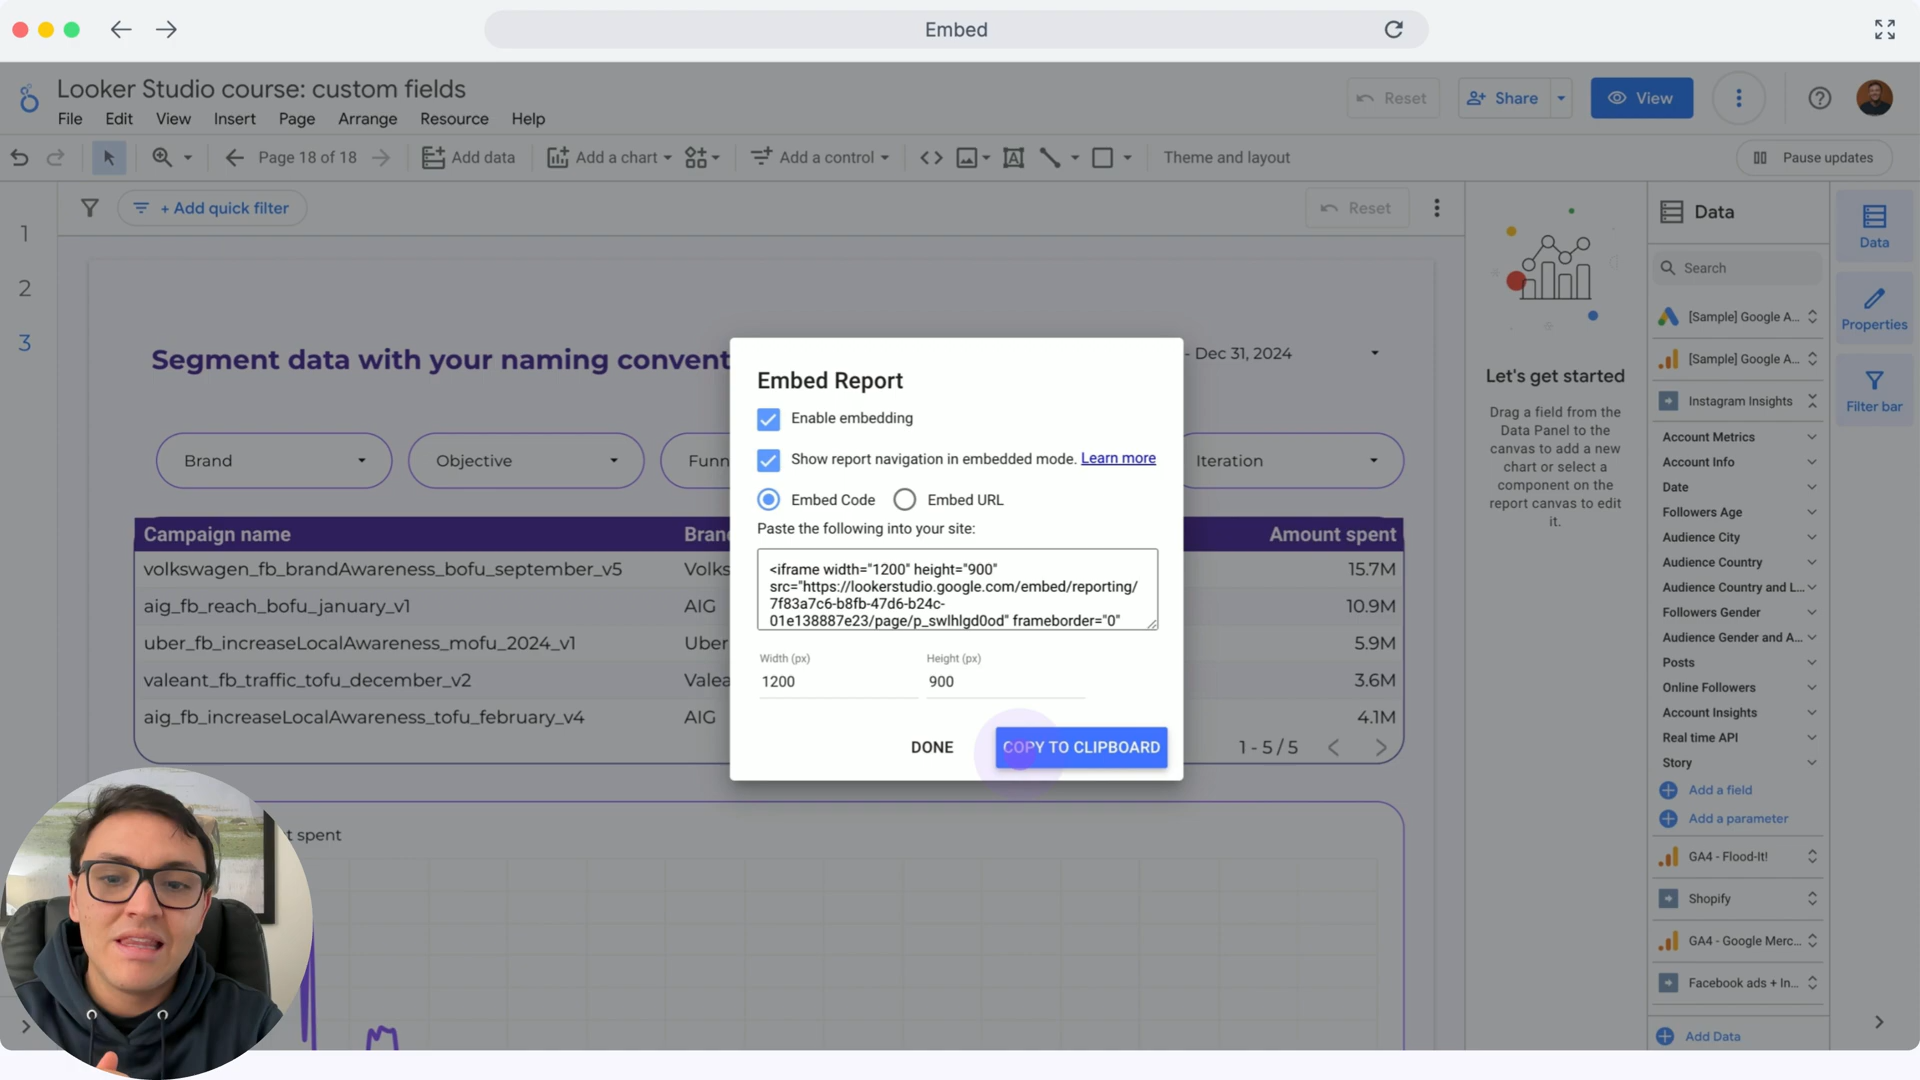 Embed
Looker Studio course: custom fields
File Edit View Insert Page Arrange Resource Help
Reset Share View
Page 18 of 18 Add data Add a chart Add a control Theme and layout Pause updates
+ Add quick filter Reset
1
2
3
Segment data with your naming convent
- Dec 31, 2024
Brand Objective Funn Iteration
Campaign name Bran Amount spent
volkswagen_fb_brandAwareness_bofu_september_v5 Volks 15.7M
aig_fb_reach_bofu_january_v1 AIG 10.9M
uber_fb_increaseLocalAwareness_mofu_2024_v1 Uber 5.9M
valeant_fb_traffic_tofu_december_v2 Valea 3.6M
aig_fb_increaseLocalAwareness_tofu_february_v4 AIG 4.1M
1 - 5 / 5
t spent
Embed Report
Enable embedding
Show report navigation in embedded mode. Learn more
Embed Code Embed URL
Paste the following into your site:
<iframe width="1200" height="900"
src="https://lookerstudio.google.com/embed/reporting/
7f83a7c6-b8fb-47d6-b24c-
01e138887e23/page/p_swlhlgd0od" frameborder="0"
Width (px) Height (px)
1200 900
DONE COPY TO CLIPBOARD
Let's get started
Drag a field from the
Data Panel to the
canvas to add a new
chart or select a
component on the
report canvas to edit
it.
Data
Search
[Sample] Google A...
[Sample] Google A...
Instagram Insights
Account Metrics
Account Info
Date
Followers Age
Audience City
Audience Country
Audience Country and L...
Followers Gender
Audience Gender and A...
Posts
Online Followers
Account Insights
Real time API
Story
Add a field
Add a parameter
GA4 - Flood-It!
Shopify
GA4 - Google Merc...
Facebook ads + In...
Add Data
Data
Properties
Filter bar